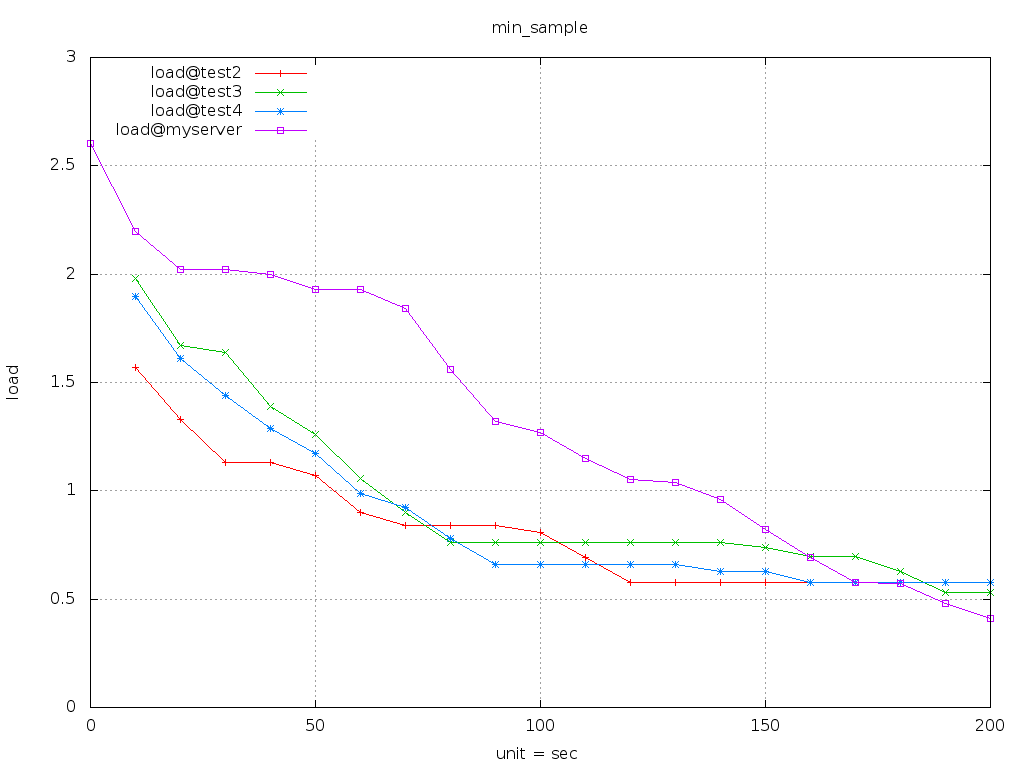 min_sample
load@test2
load@test3
load@test4
load@myserver
3
2.5
2
1.5
1
0.5
0
load
0 50 100 150 200
unit = sec